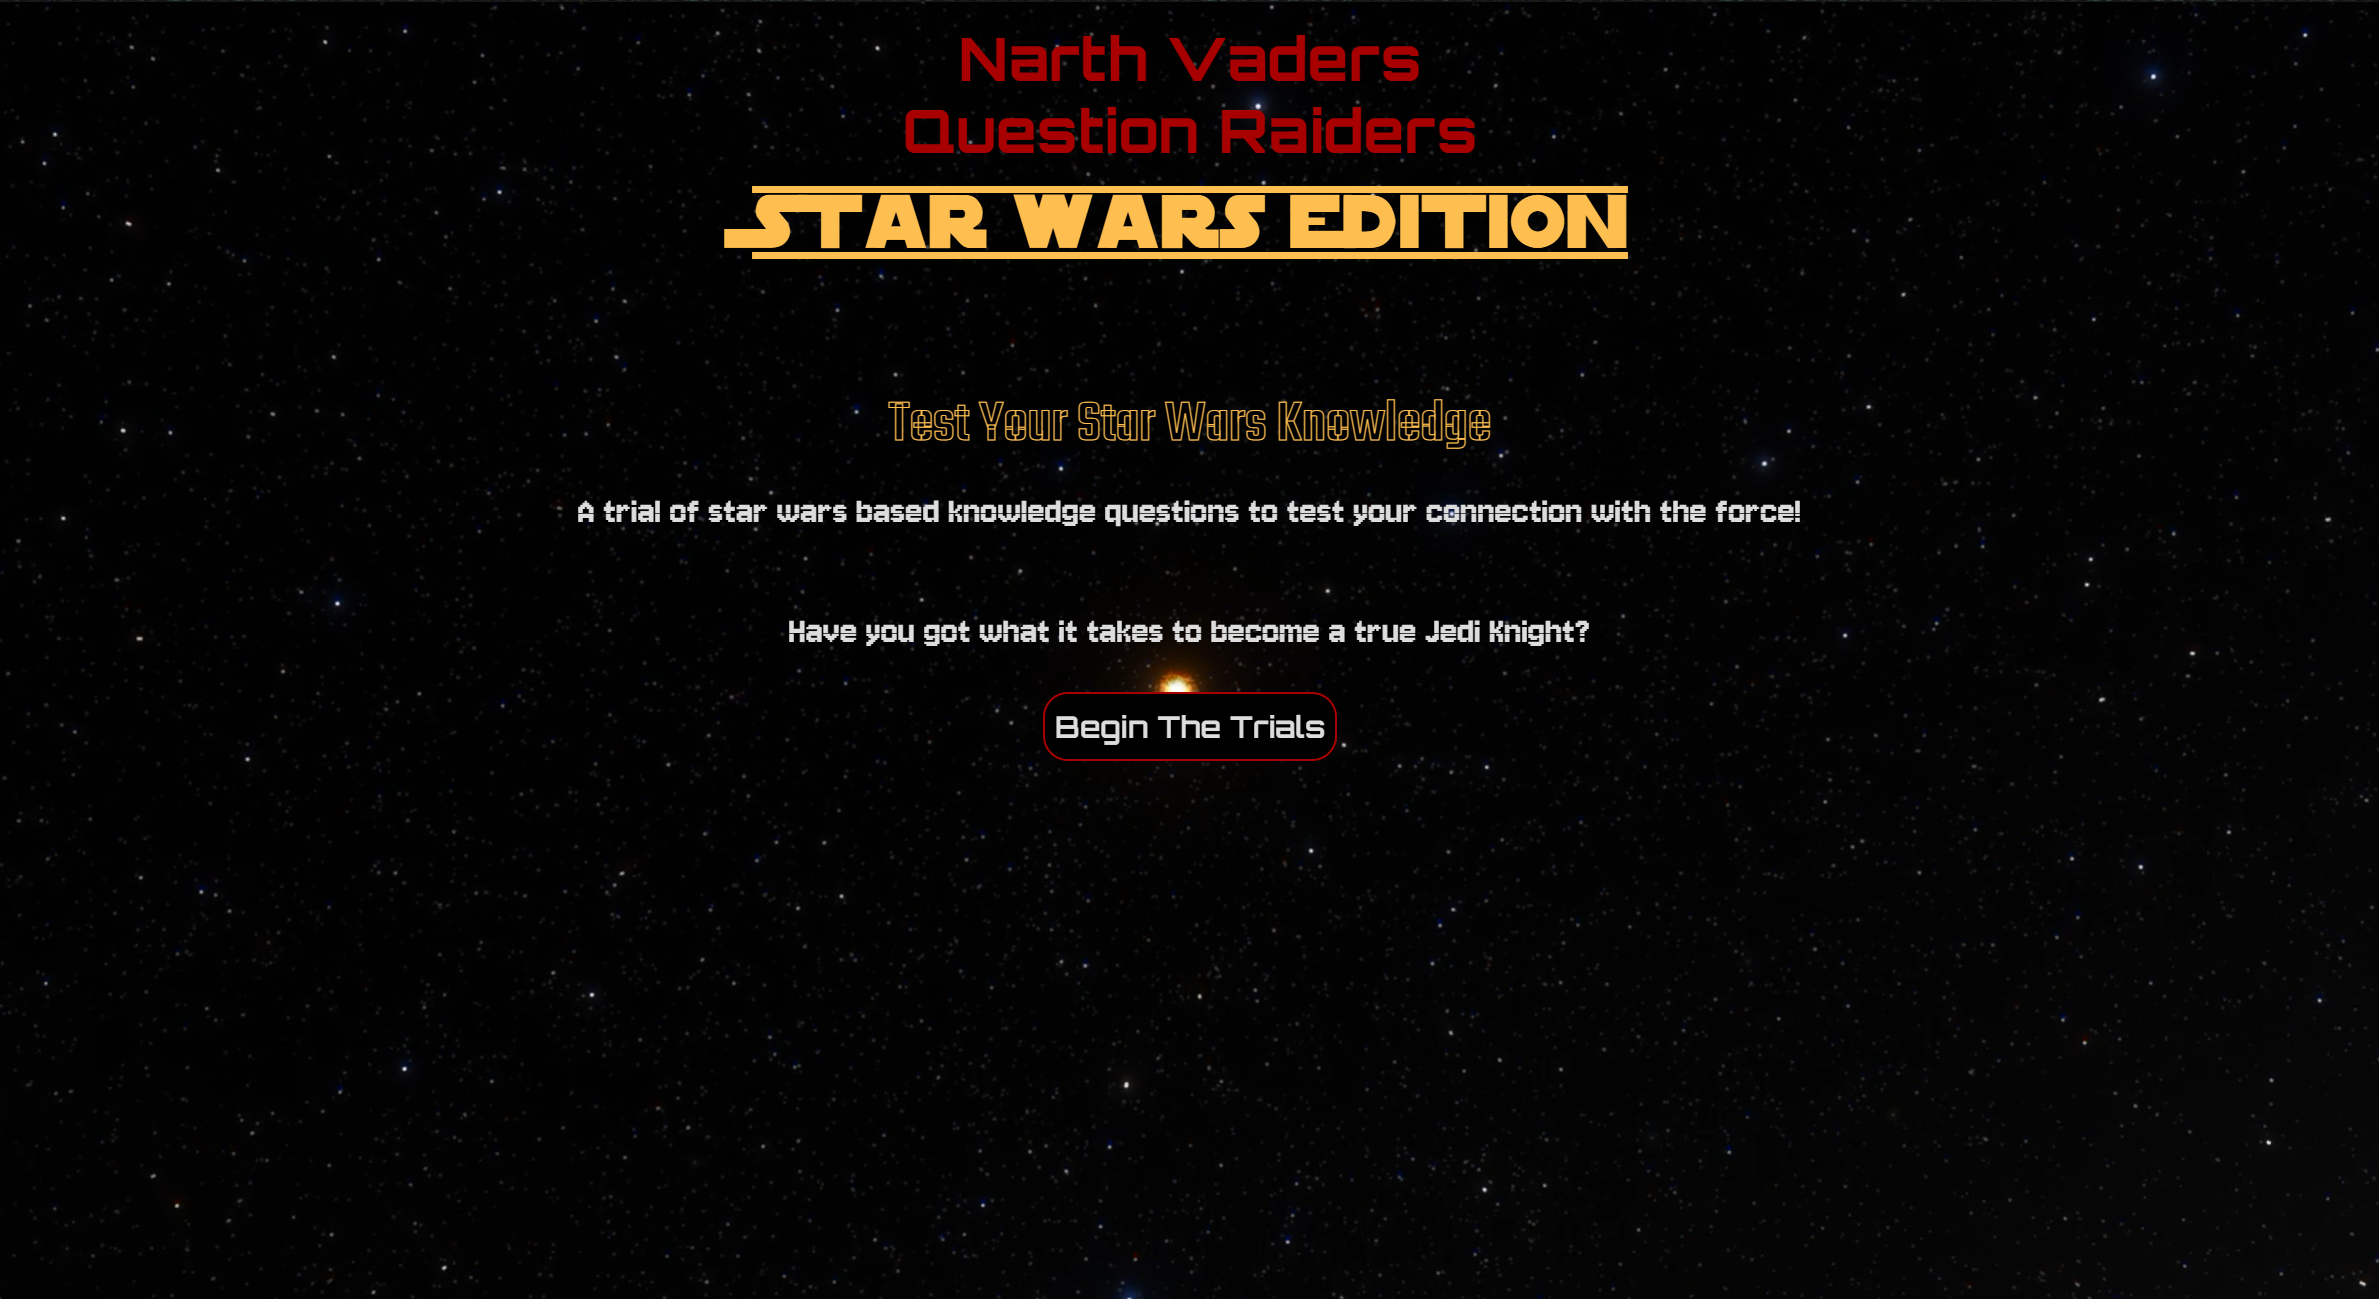 Narth Vaders
Question Raiders
STAR WARS EDITION
Test Your Star Wars Knowledge
A trial of star wars based knowledge questions to test your connection with the force!
Have you got what it takes to become a true Jedi Knight?
Begin The Trials